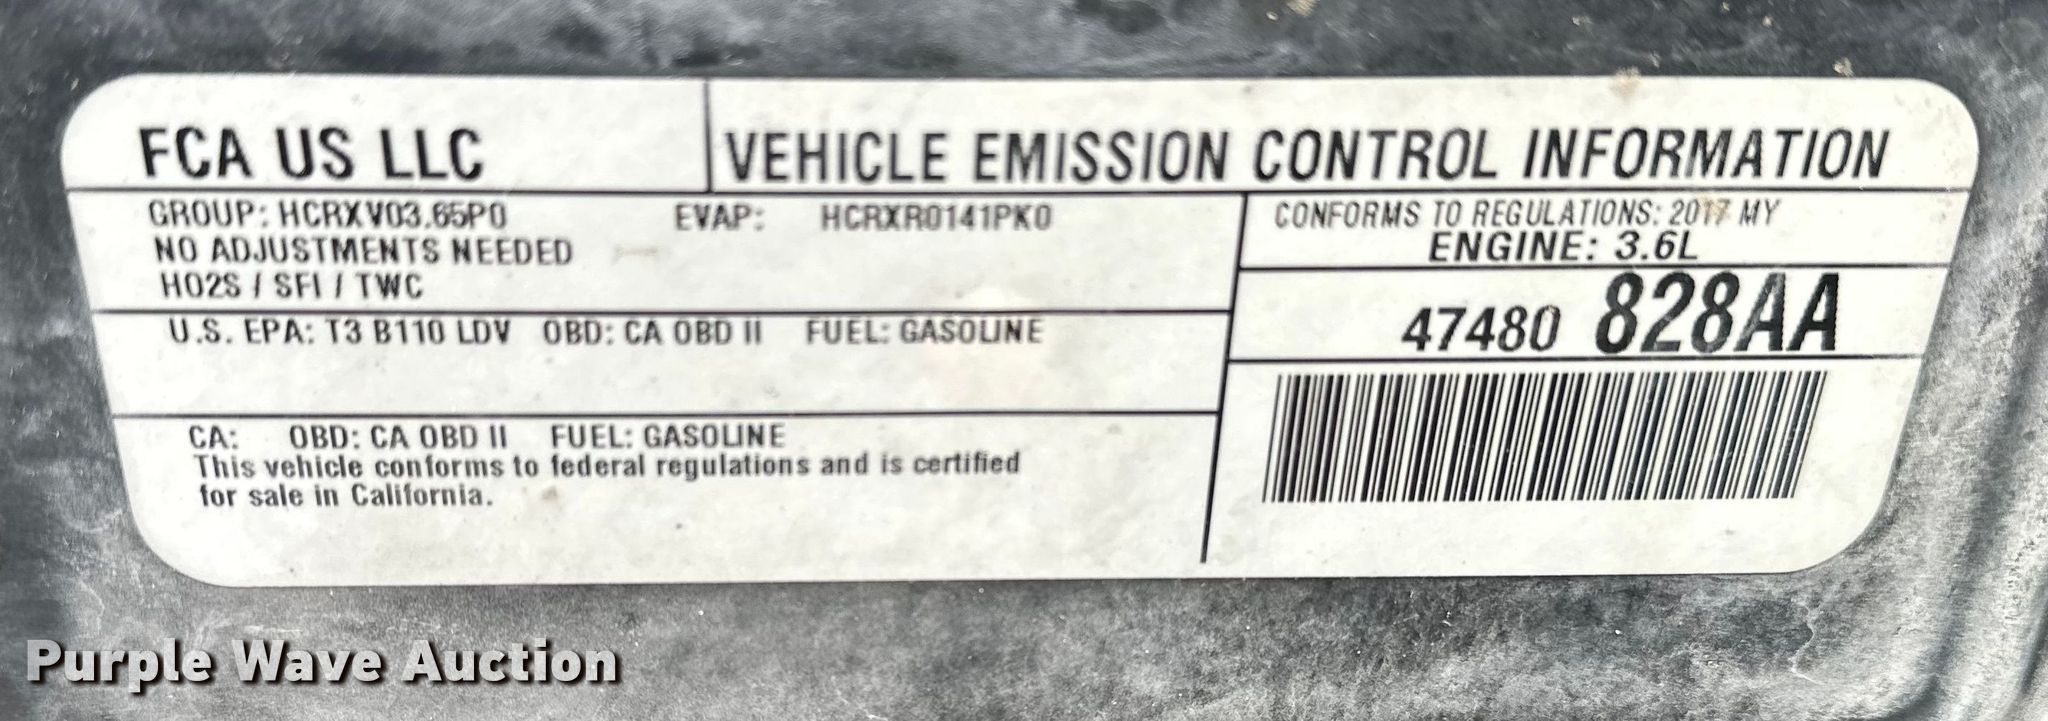 FCA US LLC
VEHICLE EMISSION CONTROL INFORMATION
GROUP: HCRXV03.65P0 EVAP: HCRXR0141PK0
NO ADJUSTMENTS NEEDED
HO2S / SFI / TWC
CONFORMS TO REGULATIONS: 2017 MY
ENGINE: 3.6L
47480 828AA
U.S. EPA: T3 B110 LDV OBD: CA OBD II FUEL: GASOLINE
CA: OBD: CA OBD II FUEL: GASOLINE
This vehicle conforms to federal regulations and is certified
for sale in California.
Purple Wave Auction